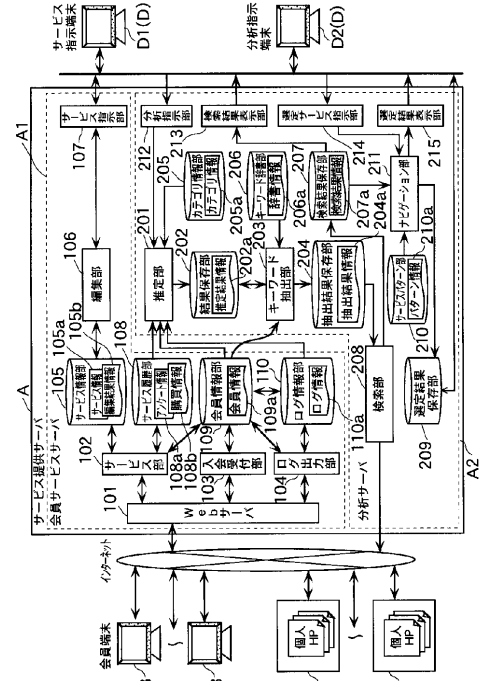 サービス提供サーバ
会員サービスサーバ
A
A1
サービス
指示端末
D1(D)
分析指示
端末
D2(D)
サービス指示部
107
106
編集部
105
105a
105b
サービス情報部
サービス情報
編集結果情報
102
サービス部
108
サービス履歴部
アンケート情報
購買情報
108a
108b
101
Webサーバ
103
入会受付部
109
会員情報部
会員情報
109a
104
ログ出力部
110
ログ情報部
ログ情報
110a
インターネット
会員端末
個人
HP
個人
HP
分析サーバ
A2
分析指示部
212
検索結果表示部
213
選定サービス指示部
214
選定結果表示部
215
201
推定部
202
結果保存部
推定結果情報
202a
203
キーワード
抽出部
204
抽出結果保存部
抽出結果情報
204a
205
カテゴリ情報部
カテゴリ情報
205a
206
キーワード辞書部
辞書情報
206a
207
検索結果保存部
検索結果情報
207a
208
検索部
209
選定結果
保存部
210
サービスパターン部
パターン情報
210a
211
ナビゲーション部